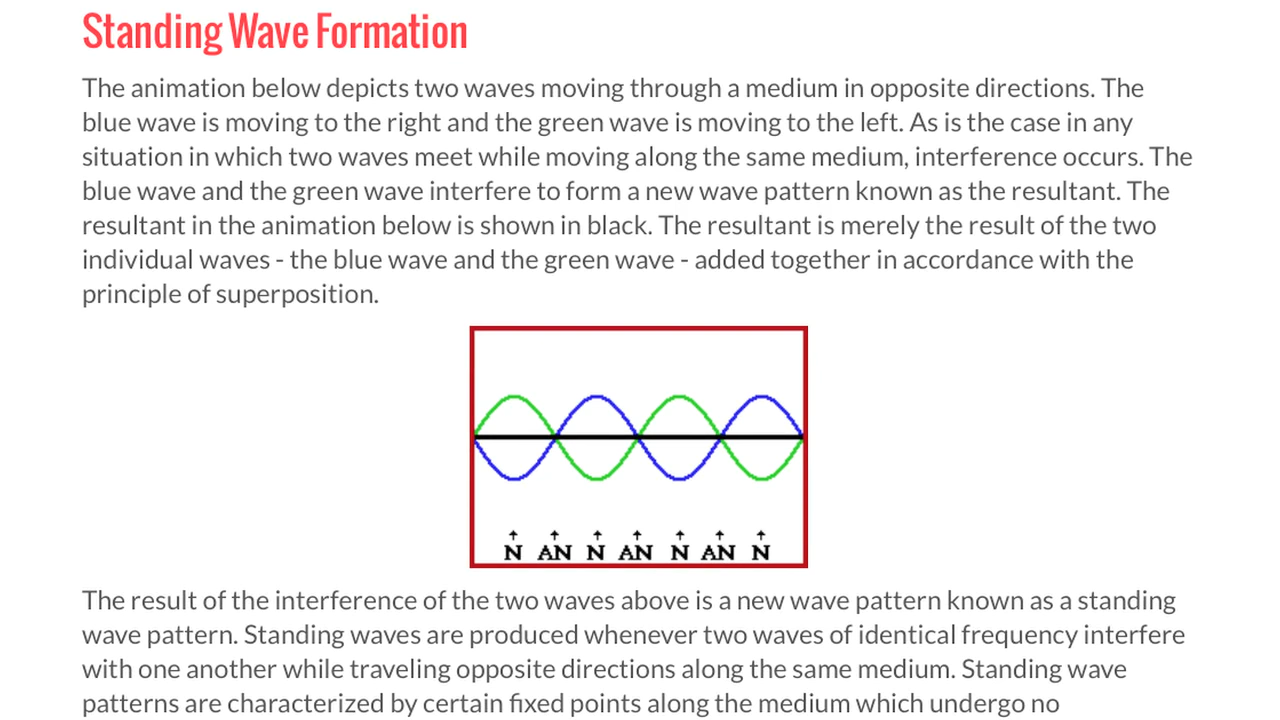 Standing Wave Formation
The animation below depicts two waves moving through a medium in opposite directions. The
blue wave is moving to the right and the green wave is moving to the left. As is the case in any
situation in which two waves meet while moving along the same medium, interference occurs. The
blue wave and the green wave interfere to form a new wave pattern known as the resultant. The
resultant in the animation below is shown in black. The resultant is merely the result of the two
individual waves - the blue wave and the green wave - added together in accordance with the
principle of superposition.
N AN N AN N AN N
The result of the interference of the two waves above is a new wave pattern known as a standing
wave pattern. Standing waves are produced whenever two waves of identical frequency interfere
with one another while traveling opposite directions along the same medium. Standing wave
patterns are characterized by certain fixed points along the medium which undergo no